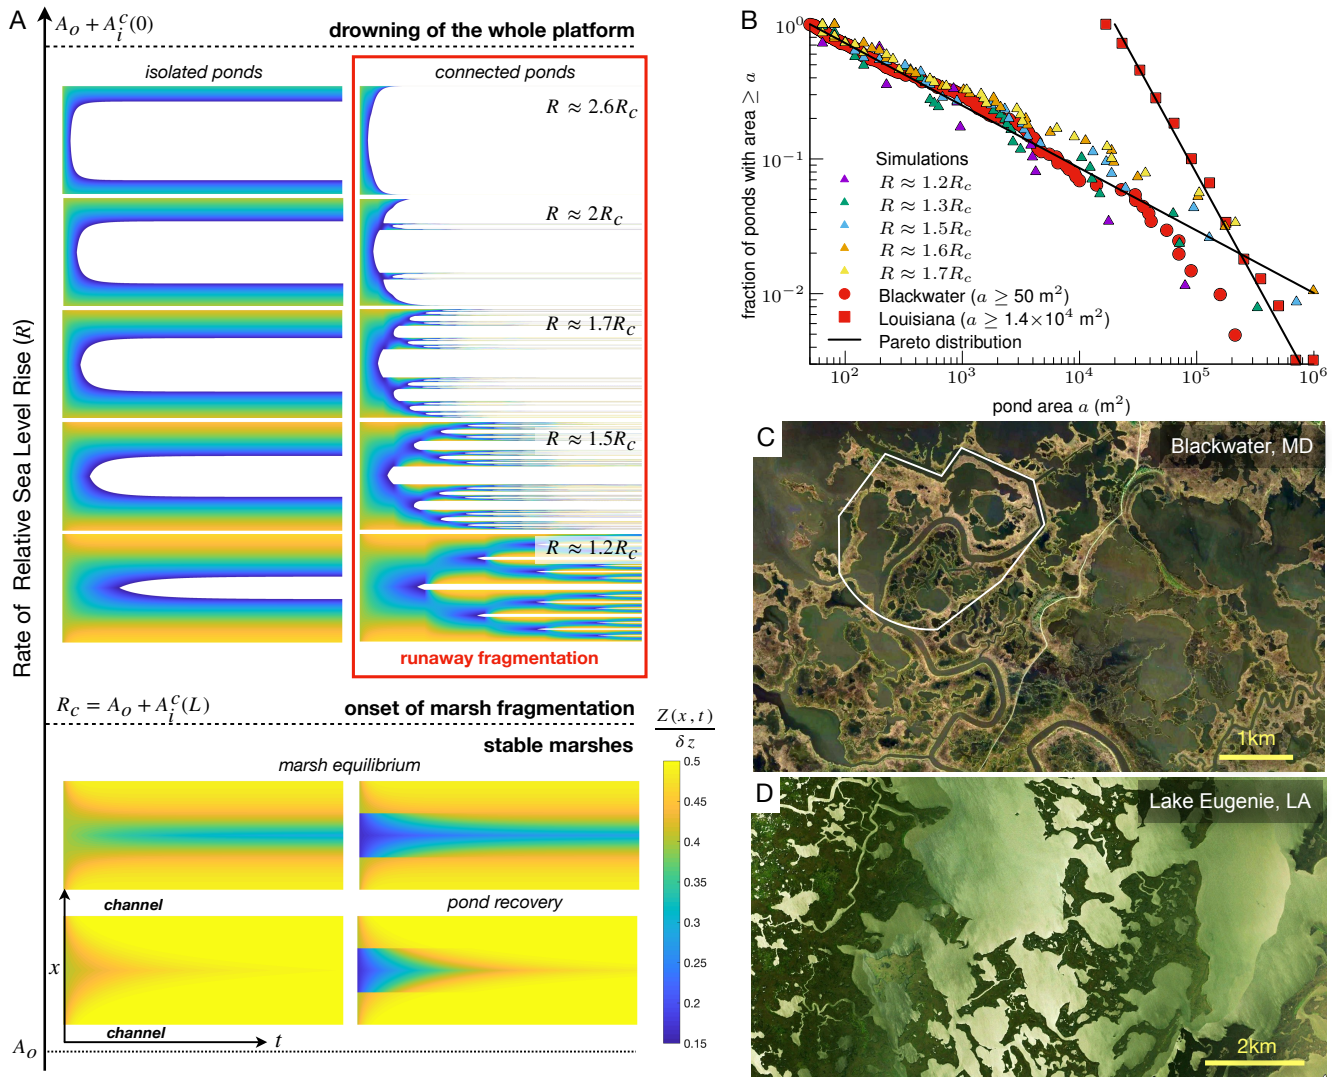 A
A_o + A_i^c(0)
drowning of the whole platform
isolated ponds
connected ponds
R ≈ 2.6R_c
R ≈ 2R_c
R ≈ 1.7R_c
R ≈ 1.5R_c
R ≈ 1.2R_c
runaway fragmentation
Rate of Relative Sea Level Rise (R)
R_c = A_o + A_i^c(L)
onset of marsh fragmentation
stable marshes
Z(x, t)
δz
marsh equilibrium
channel
pond recovery
x
channel
t
A_o
0.5
0.45
0.4
0.35
0.3
0.25
0.2
0.15
B
fraction of ponds with area ≥ a
10^0
10^-1
10^-2
Simulations
R ≈ 1.2R_c
R ≈ 1.3R_c
R ≈ 1.5R_c
R ≈ 1.6R_c
R ≈ 1.7R_c
Blackwater (a ≥ 50 m²)
Louisiana (a ≥ 1.4×10^4 m²)
Pareto distribution
10^2 10^3 10^4 10^5 10^6
pond area a (m²)
C
Blackwater, MD
1km
D
Lake Eugenie, LA
2km